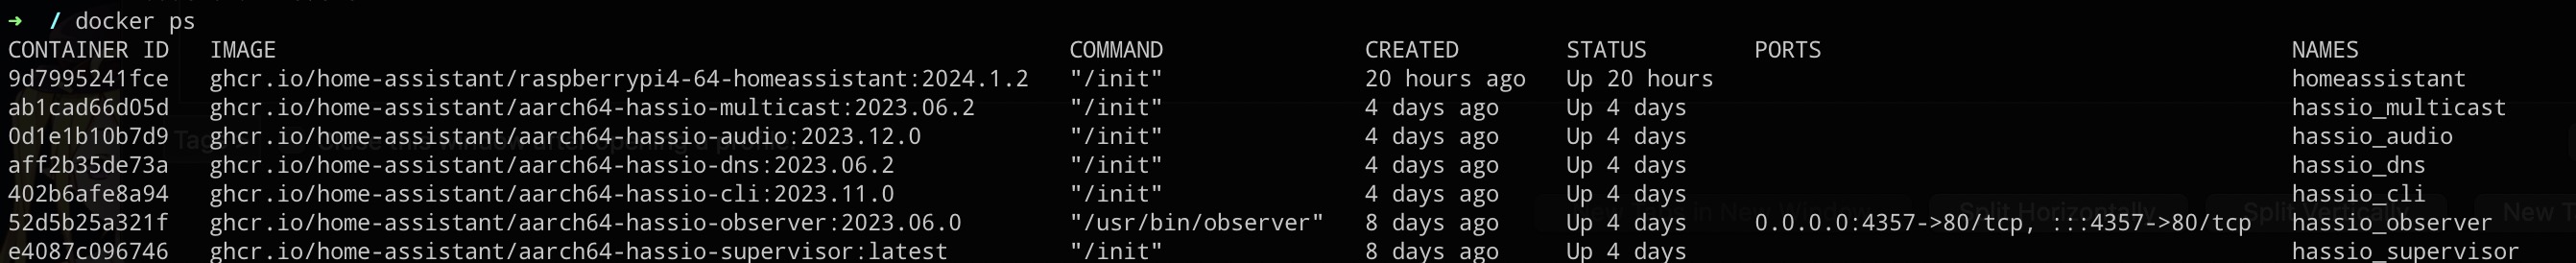 ➜  / docker ps
CONTAINER ID   IMAGE                                                           COMMAND               CREATED        STATUS        PORTS                                   NAMES
9d7995241fce   ghcr.io/home-assistant/raspberrypi4-64-homeassistant:2024.1.2   "/init"               20 hours ago   Up 20 hours                                           homeassistant
ab1cad66d05d   ghcr.io/home-assistant/aarch64-hassio-multicast:2023.06.2       "/init"               4 days ago     Up 4 days                                             hassio_multicast
0d1e1b10b7d9   ghcr.io/home-assistant/aarch64-hassio-audio:2023.12.0           "/init"               4 days ago     Up 4 days                                             hassio_audio
aff2b35de73a   ghcr.io/home-assistant/aarch64-hassio-dns:2023.06.2             "/init"               4 days ago     Up 4 days                                             hassio_dns
402b6afe8a94   ghcr.io/home-assistant/aarch64-hassio-cli:2023.11.0             "/init"               4 days ago     Up 4 days                                             hassio_cli
52d5b25a321f   ghcr.io/home-assistant/aarch64-hassio-observer:2023.06.0        "/usr/bin/observer"   8 days ago     Up 4 days     0.0.0.0:4357->80/tcp, :::4357->80/tcp   hassio_observer
e4087c096746   ghcr.io/home-assistant/aarch64-hassio-supervisor:latest         "/init"               8 days ago     Up 4 days                                             hassio_supervisor